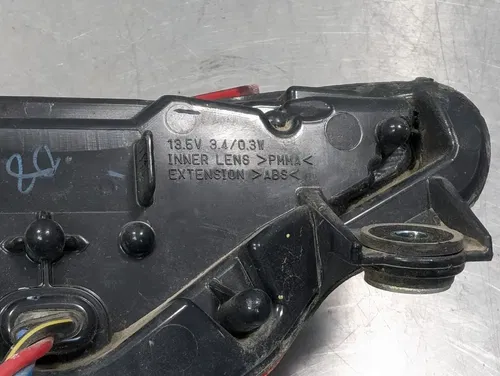 13.5V 3.4/0.3W
INNER LENS >PMMA<
EXTENSION >ABS<